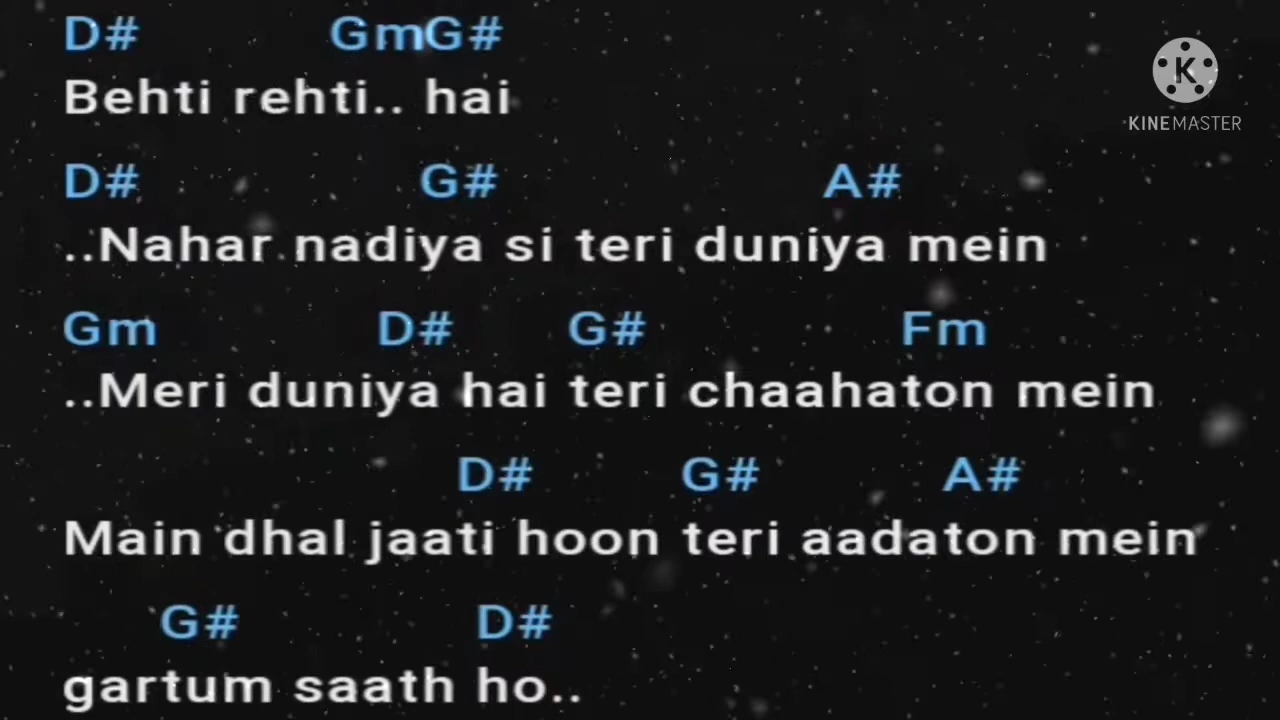 D# GmG#
Behti rehti.. hai
KINEMASTER
D# G# A#
..Nahar nadiya si teri duniya mein
Gm D# G# Fm
..Meri duniya hai teri chaahaton mein
D# G# A#
Main dhal jaati hoon teri aadaton mein
G# D#
gartum saath ho..